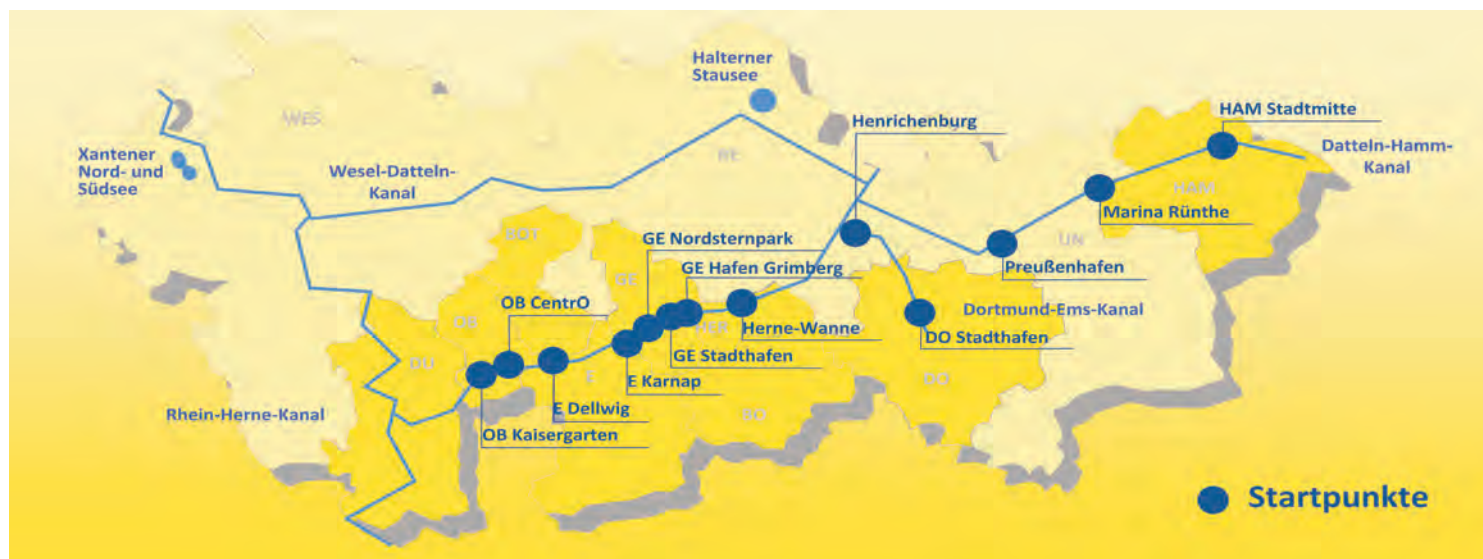 Halterner
Stausee
WES
Henrichenburg
HAM Stadtmitte
Xantener
Nord- und
Südsee
Wesel-Datteln-
Kanal
RE
Datteln-Hamm-
Kanal
HAM
Marina Rünthe
BOT
GE Nordsternpark
UN
GE
GE Hafen Grimberg
Preußenhafen
OB CentrO
OB
Herne-Wanne
HER
Dortmund-Ems-Kanal
DU
GE Stadthafen
DO Stadthafen
E
E Karnap
DO
Rhein-Herne-Kanal
E Dellwig
BO
OB Kaisergarten
Startpunkte